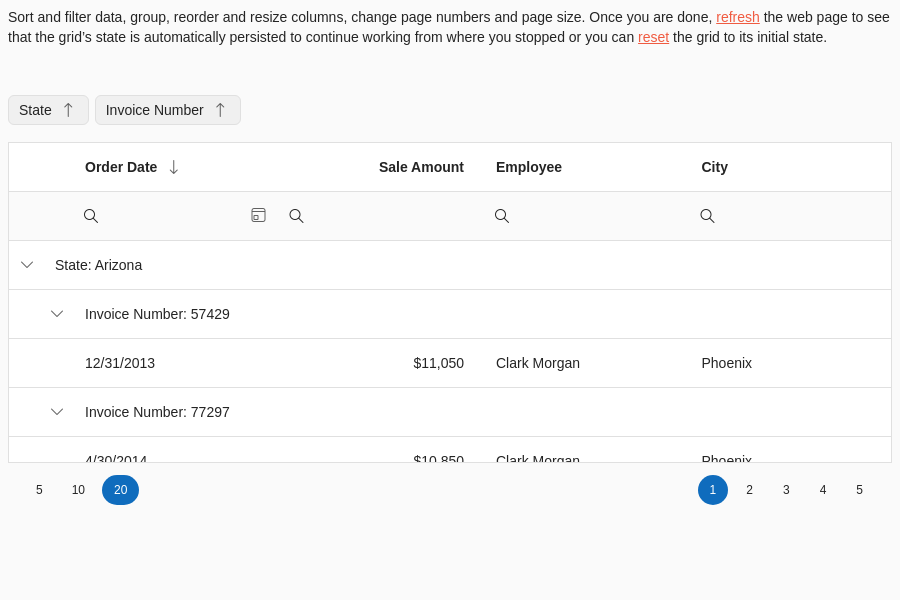 Sort and filter data, group, reorder and resize columns, change page numbers and page size. Once you are done, refresh the web page to see
that the grid's state is automatically persisted to continue working from where you stopped or you can reset the grid to its initial state.
State
Invoice Number
Order Date
Sale Amount
Employee
City
State: Arizona
Invoice Number: 57429
12/31/2013
$11,050
Clark Morgan
Phoenix
Invoice Number: 77297
4/30/2014
$10,850
Clark Morgan
Phoenix
5
10
20
1
2
3
4
5